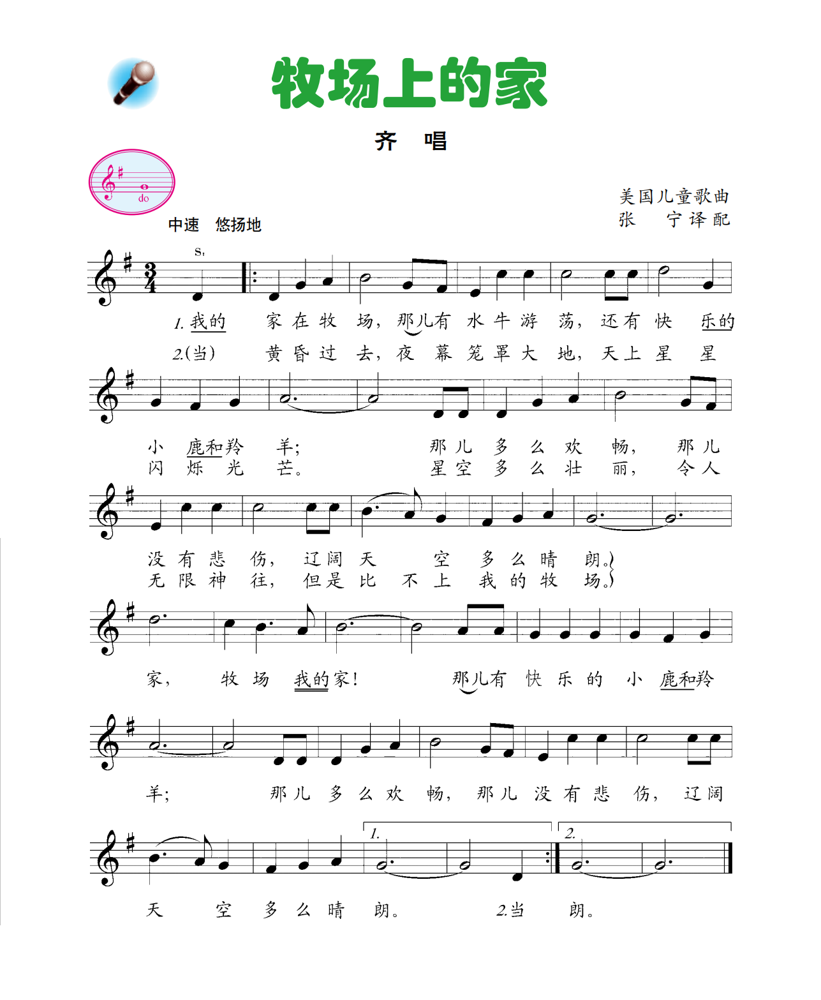 牧场上的家
齐 唱
do
美国儿童歌曲
中速 悠扬地
张 宁译配
s,
3
4
1. 我的 家在牧场，那儿有水牛游荡，还有快乐的
2.(当) 黄昏过去，夜幕笼罩大地，天上星星
小鹿和羚羊； 那儿多么欢畅，那儿
闪烁光芒。 星空多么壮丽，令人
没有悲伤，辽阔天空多么晴朗。
无限神往，但是比不上我的牧场。
家，牧场我的家！ 那儿有快乐的小鹿和羚
羊； 那儿多么欢畅，那儿没有悲伤，辽阔
1. 2.
天空多么晴朗。 2.当 朗。